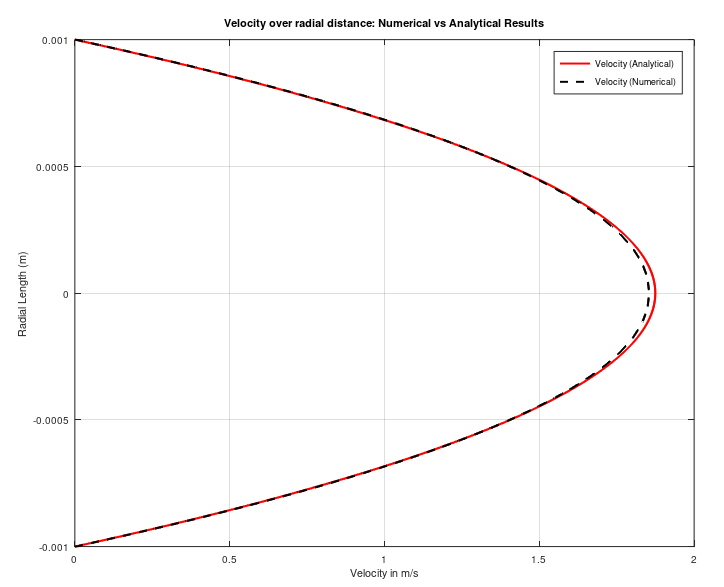 Velocity over radial distance: Numerical vs Analytical Results
Velocity (Analytical)
Velocity (Numerical)
Radial Length (m)
0.001
0.0005
0
-0.0005
-0.001
0
0.5
1
1.5
2
Velocity in m/s